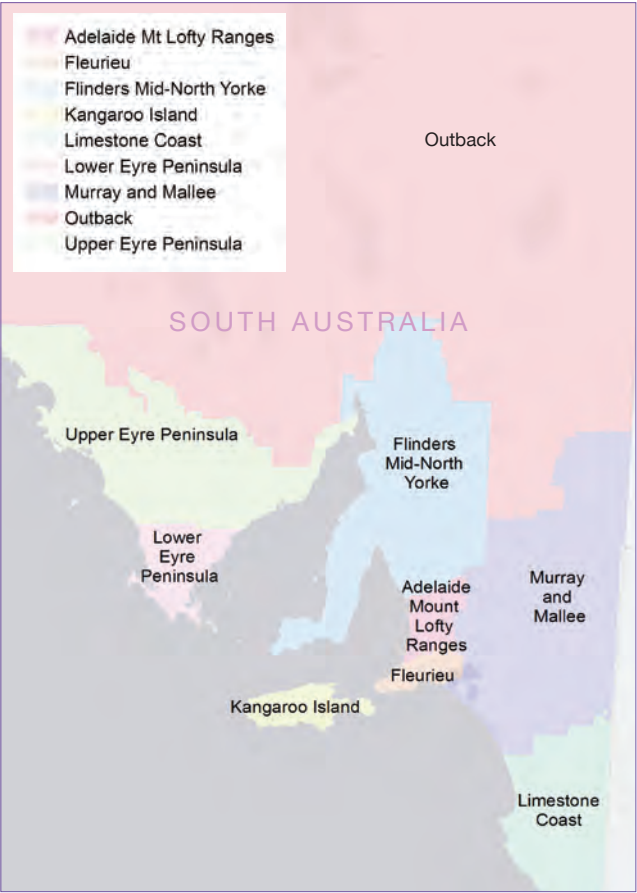 Adelaide Mt Lofty Ranges
Fleurieu
Flinders Mid-North Yorke
Kangaroo Island
Limestone Coast
Lower Eyre Peninsula
Murray and Mallee
Outback
Upper Eyre Peninsula
Outback
SOUTH AUSTRALIA
Upper Eyre Peninsula
Flinders
Mid-North
Yorke
Lower
Eyre
Peninsula
Adelaide
Mount
Lofty
Ranges
Murray
and
Mallee
Fleurieu
Kangaroo Island
Limestone
Coast